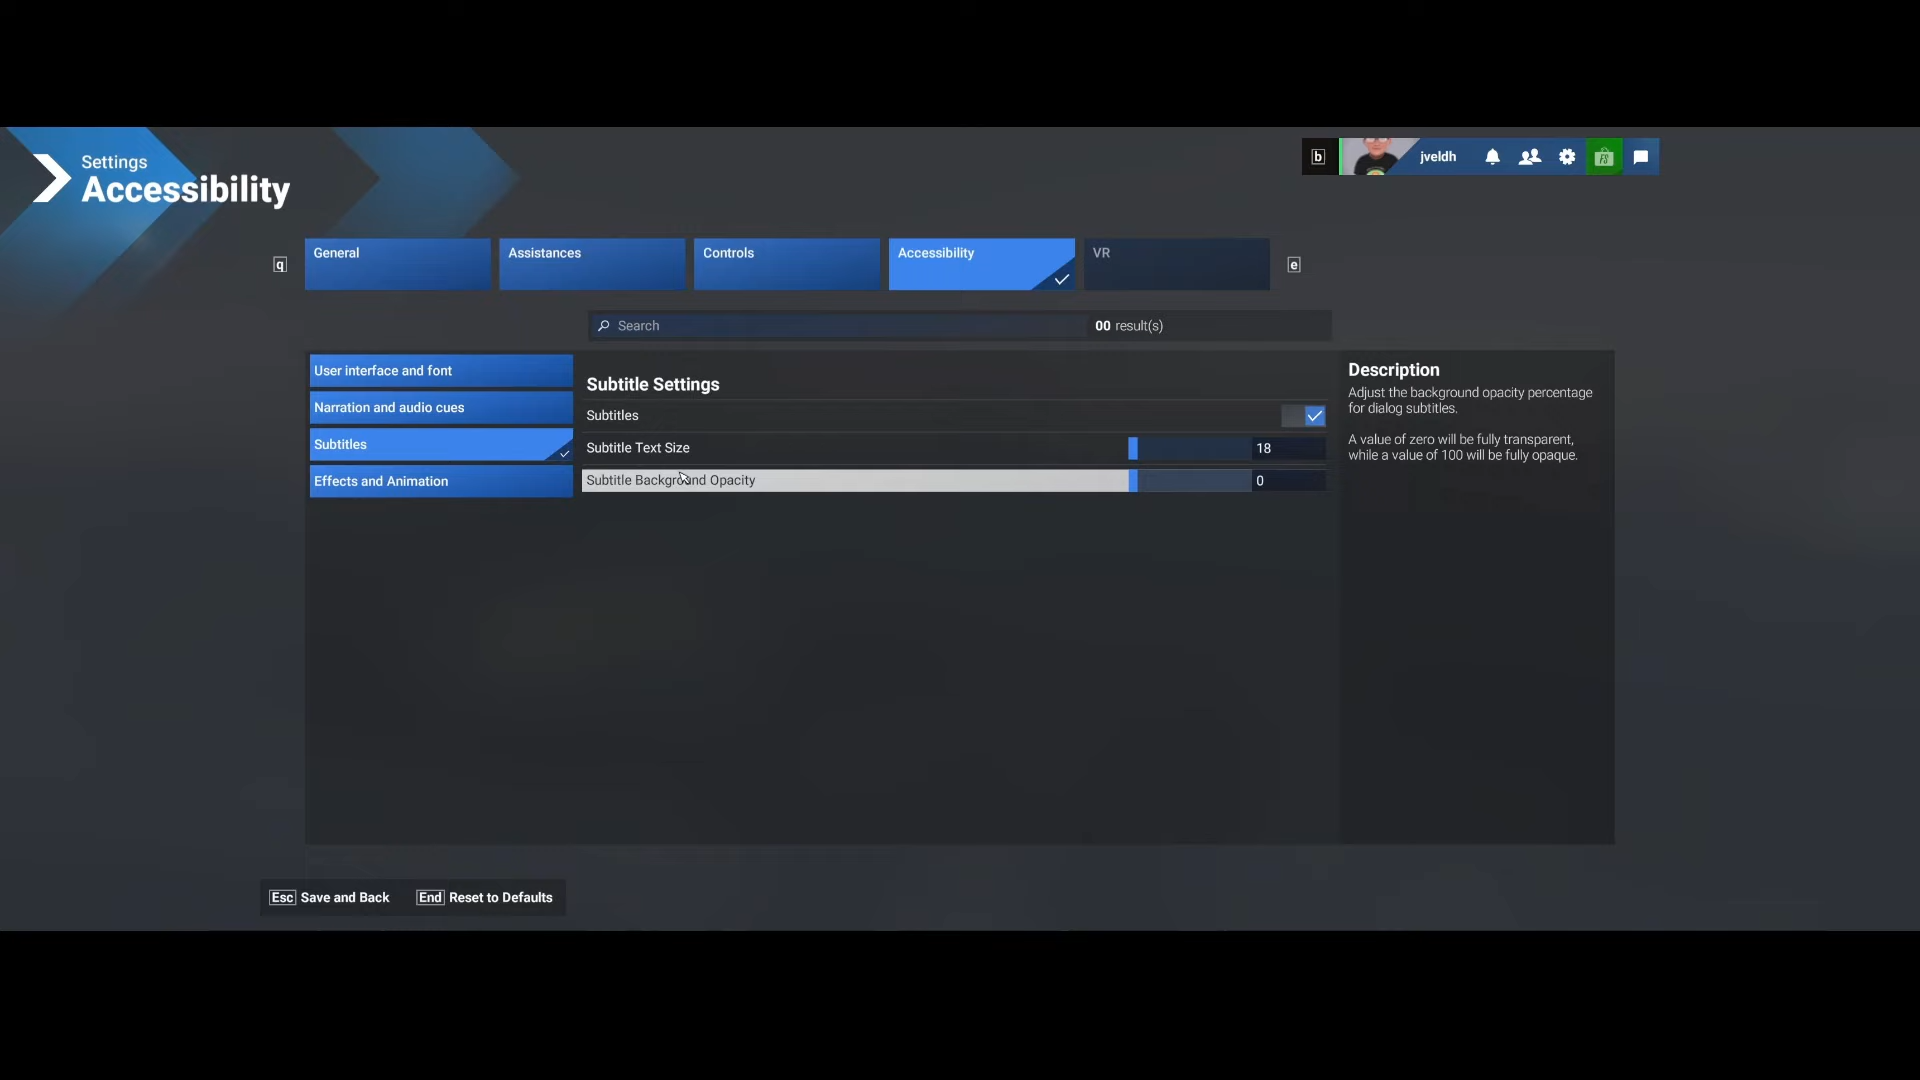 Settings
Accessibility
b
jveldh
FS
q
General
Assistances
Controls
Accessibility
VR
e
Search
00 result(s)
User interface and font
Narration and audio cues
Subtitles
Effects and Animation
Subtitle Settings
Subtitles
Subtitle Text Size
18
Subtitle Background Opacity
0
Description
Adjust the background opacity percentage
for dialog subtitles.
A value of zero will be fully transparent,
while a value of 100 will be fully opaque.
Esc Save and Back
End Reset to Defaults